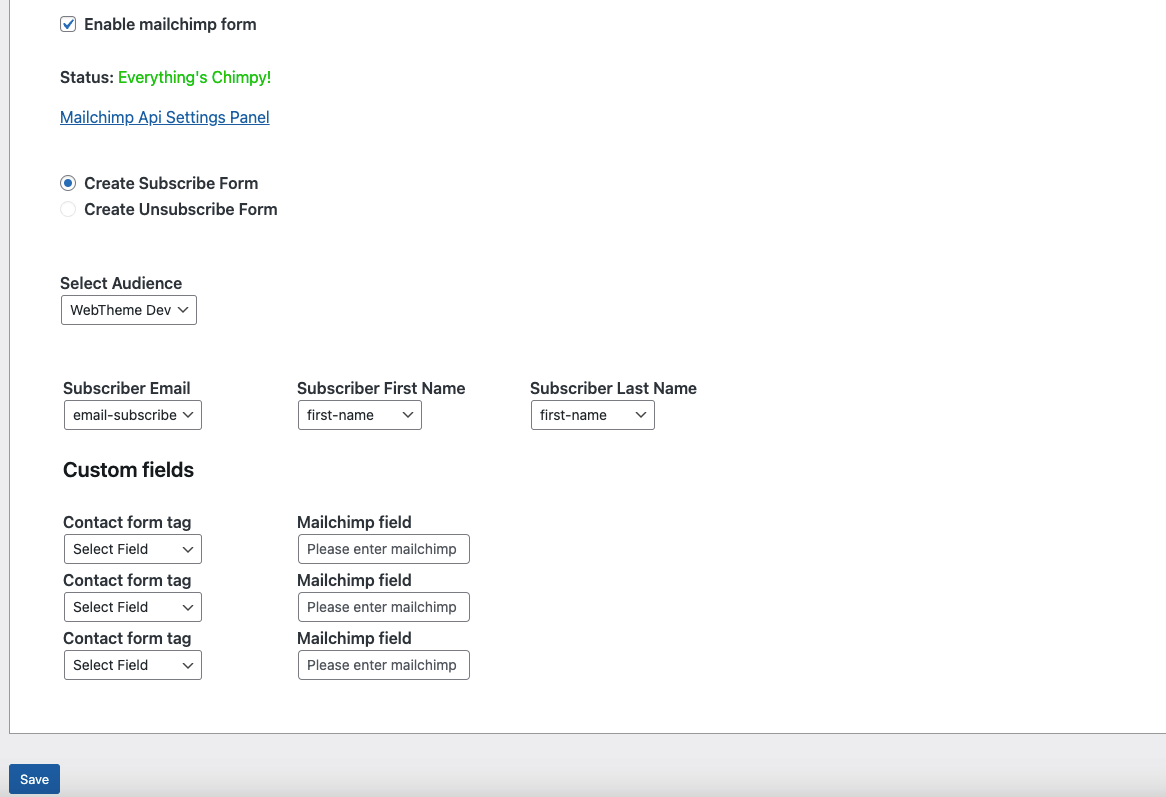 Enable mailchimp form
Status: Everything's Chimpy!
Mailchimp Api Settings Panel
Create Subscribe Form
Create Unsubscribe Form
Select Audience
WebTheme Dev
Subscriber Email Subscriber First Name Subscriber Last Name
email-subscribe first-name first-name
Custom fields
Contact form tag Mailchimp field
Select Field Please enter mailchimp
Contact form tag Mailchimp field
Select Field Please enter mailchimp
Contact form tag Mailchimp field
Select Field Please enter mailchimp
Save